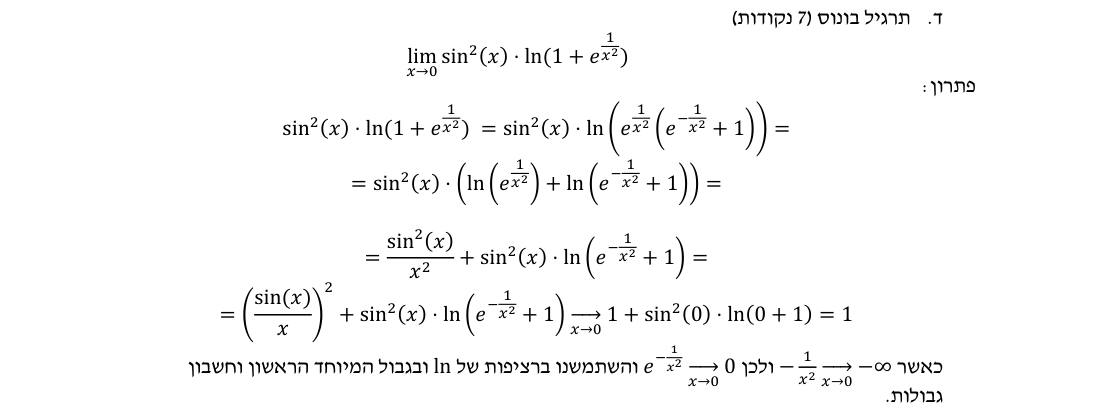 ד. תרגיל בונוס (7 נקודות)
lim_{x→0} sin²(x) · ln(1 + e^{1/x²})
פתרון:
sin²(x) · ln(1 + e^{1/x²}) = sin²(x) · ln(e^{1/x²}(e^{−1/x²} + 1)) =
= sin²(x) · (ln(e^{1/x²}) + ln(e^{−1/x²} + 1)) =
= sin²(x)/x² + sin²(x) · ln(e^{−1/x²} + 1) =
= (sin(x)/x)² + sin²(x) · ln(e^{−1/x²} + 1) ⟶_{x→0} 1 + sin²(0) · ln(0 + 1) = 1
כאשר −1/x² ⟶_{x→0} −∞ ולכן e^{−1/x²} ⟶_{x→0} 0 והשתמשנו ברציפות של ln ובגבול המיוחד הראשון וחשבון
גבולות.